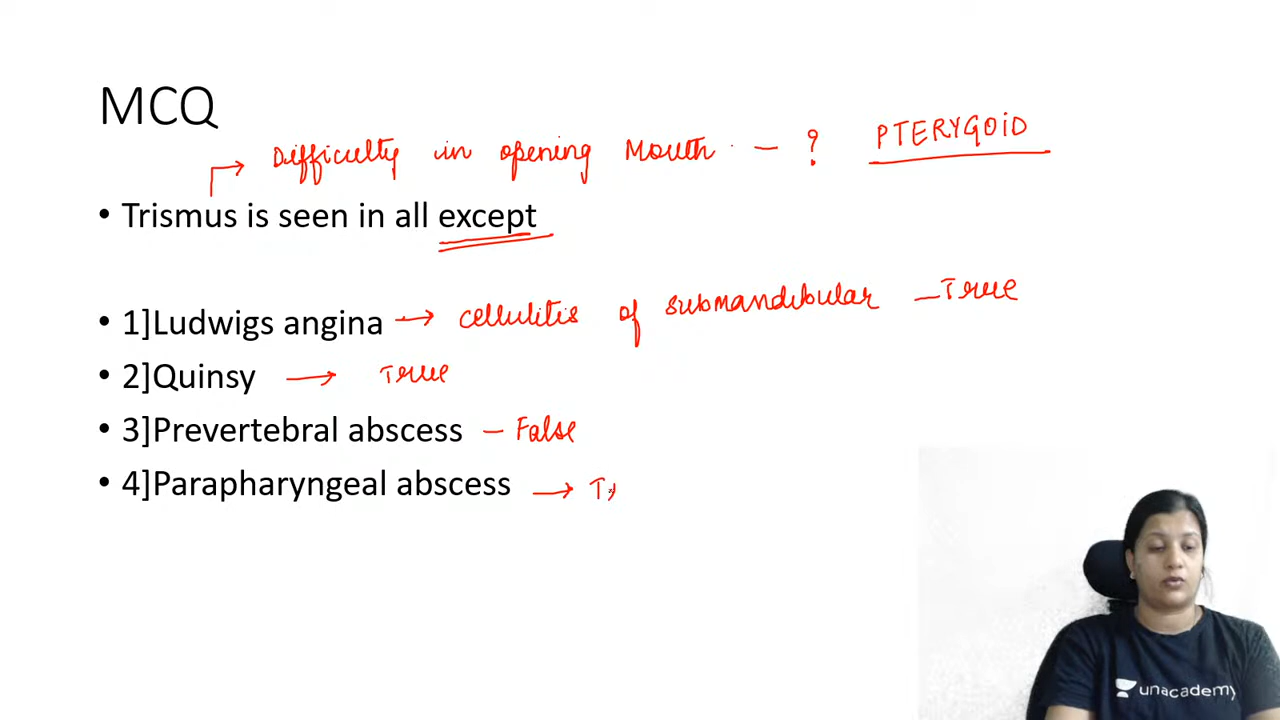 MCQ
Difficulty in opening Mouth - ? PTERYGOID
• Trismus is seen in all except
• 1]Ludwigs angina → cellulitis of submandibular - True
• 2]Quinsy → True
• 3]Prevertebral abscess - False
• 4]Parapharyngeal abscess → T
unacademy